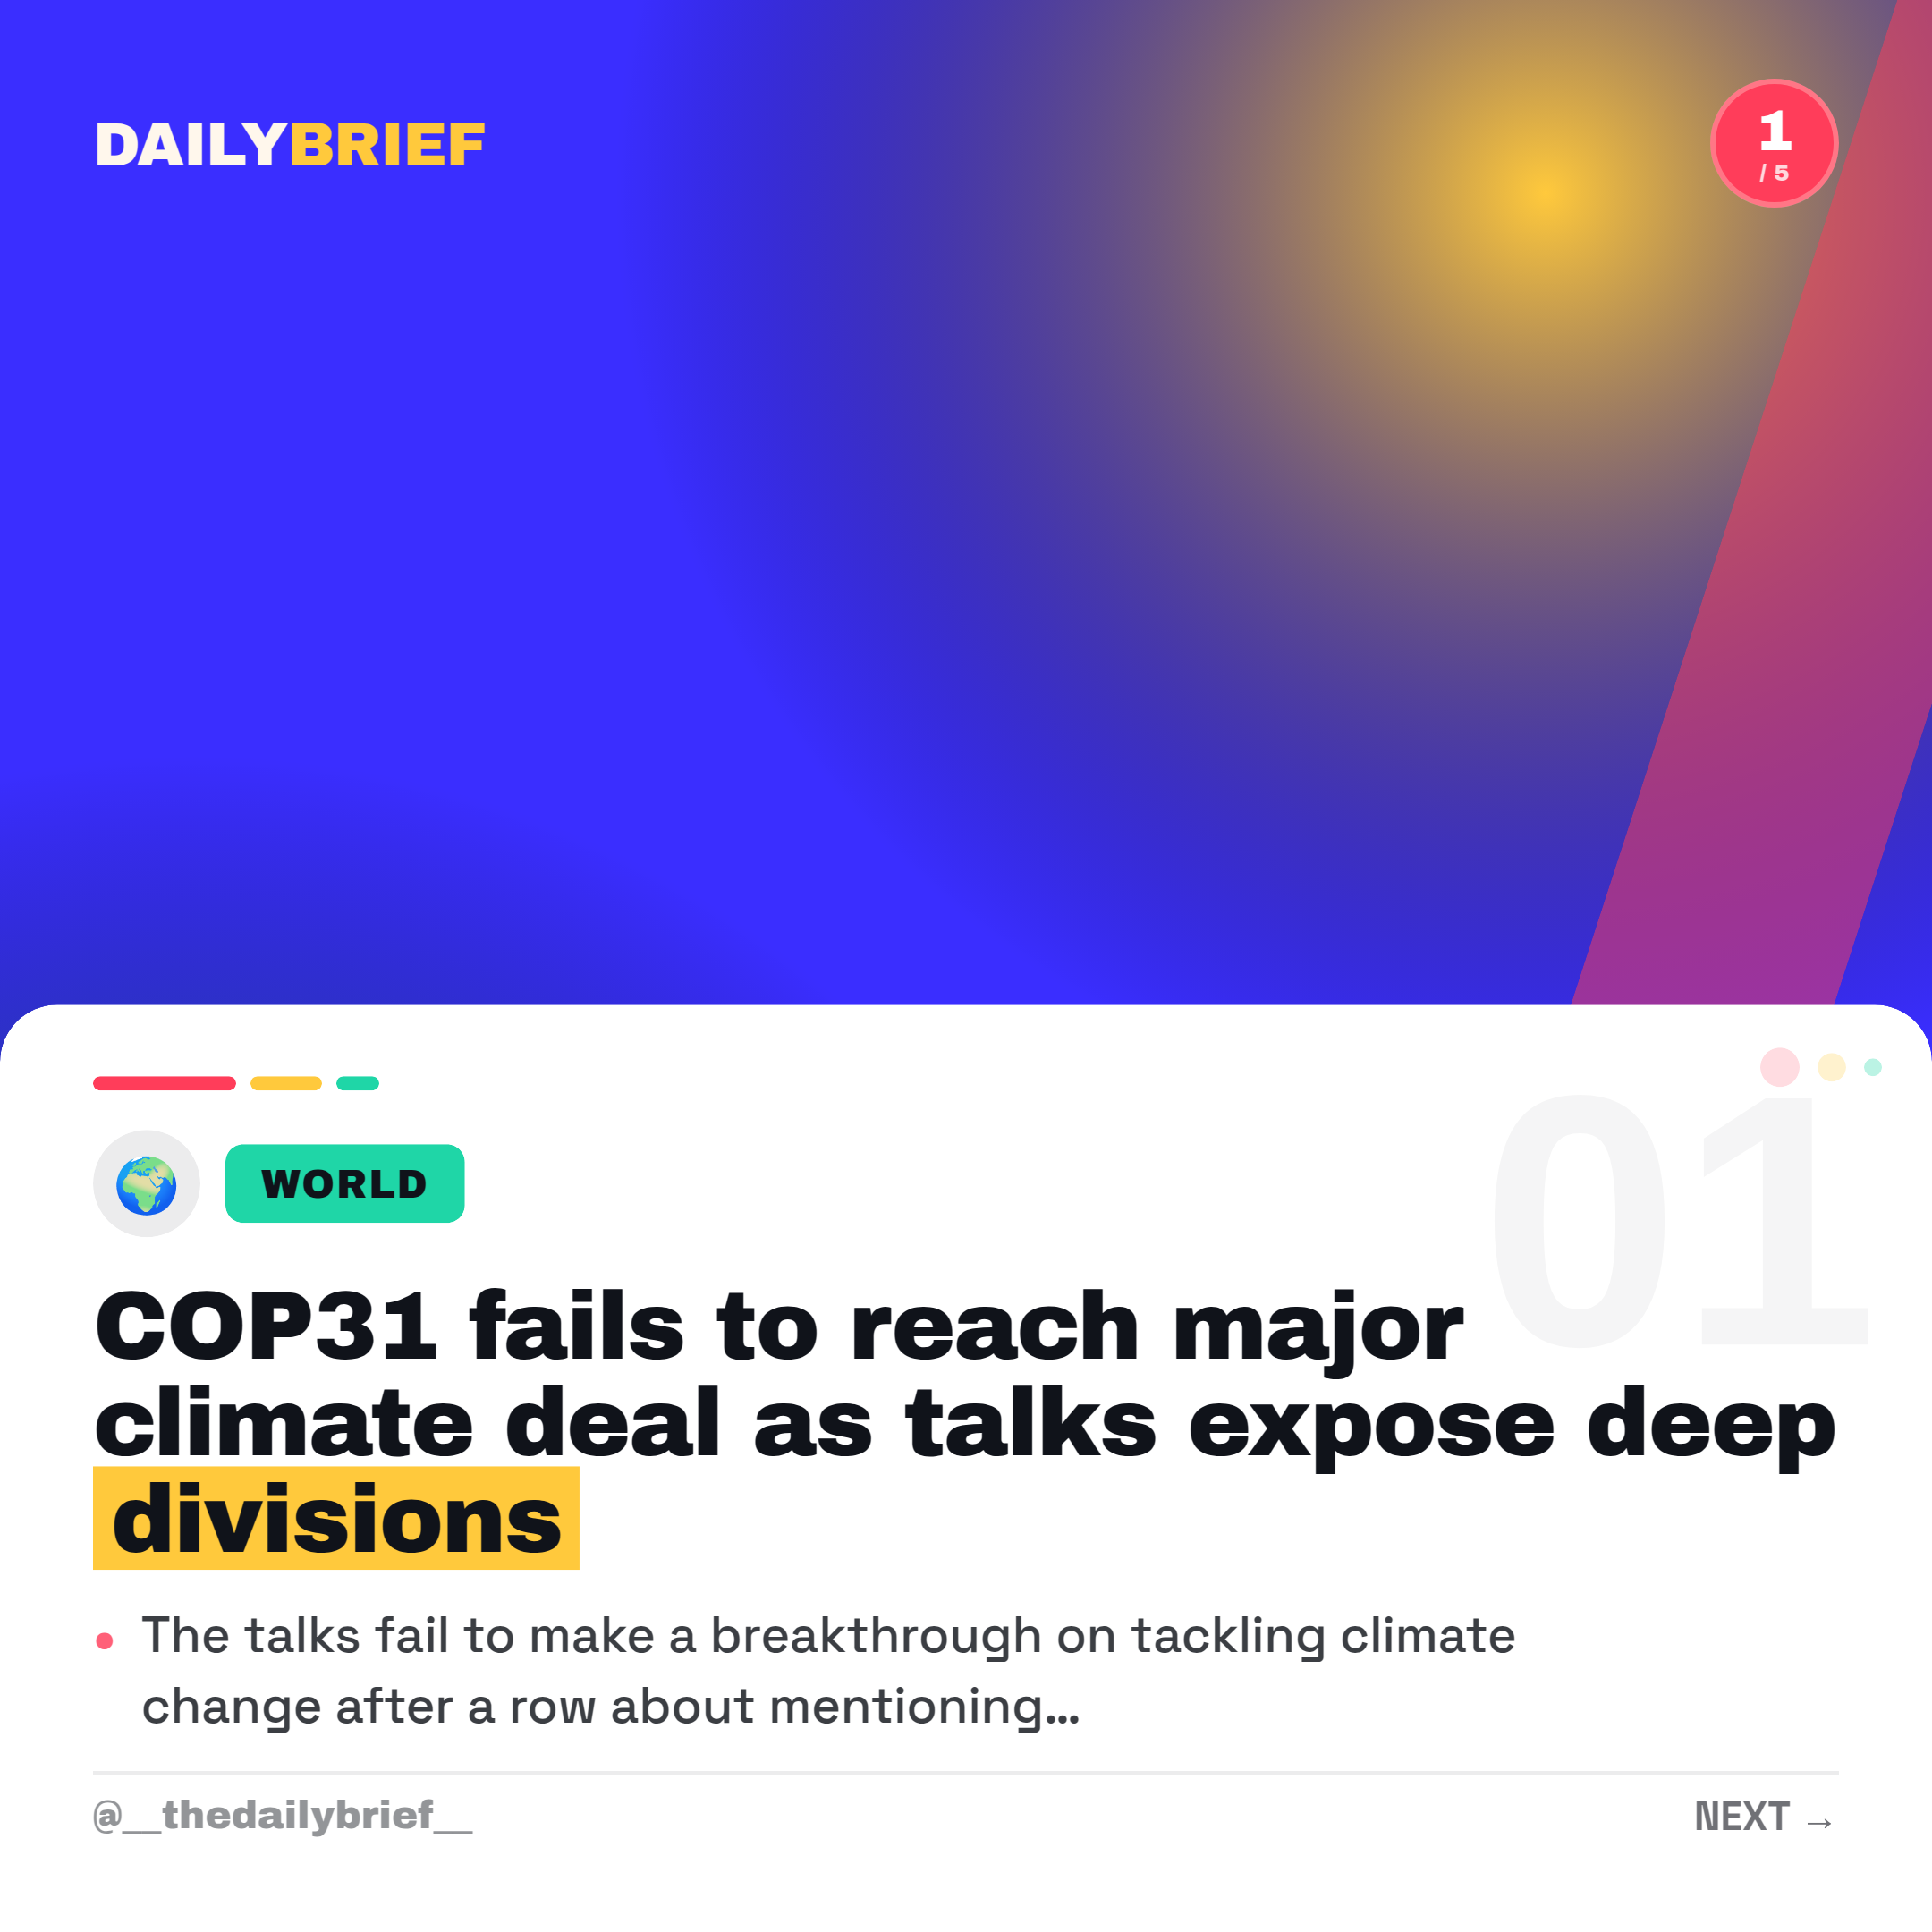 DAILYBRIEF
1
/ 5
WORLD
01
COP31 fails to reach major
climate deal as talks expose deep
divisions
• The talks fail to make a breakthrough on tackling climate
change after a row about mentioning...
@__thedailybrief__
NEXT →